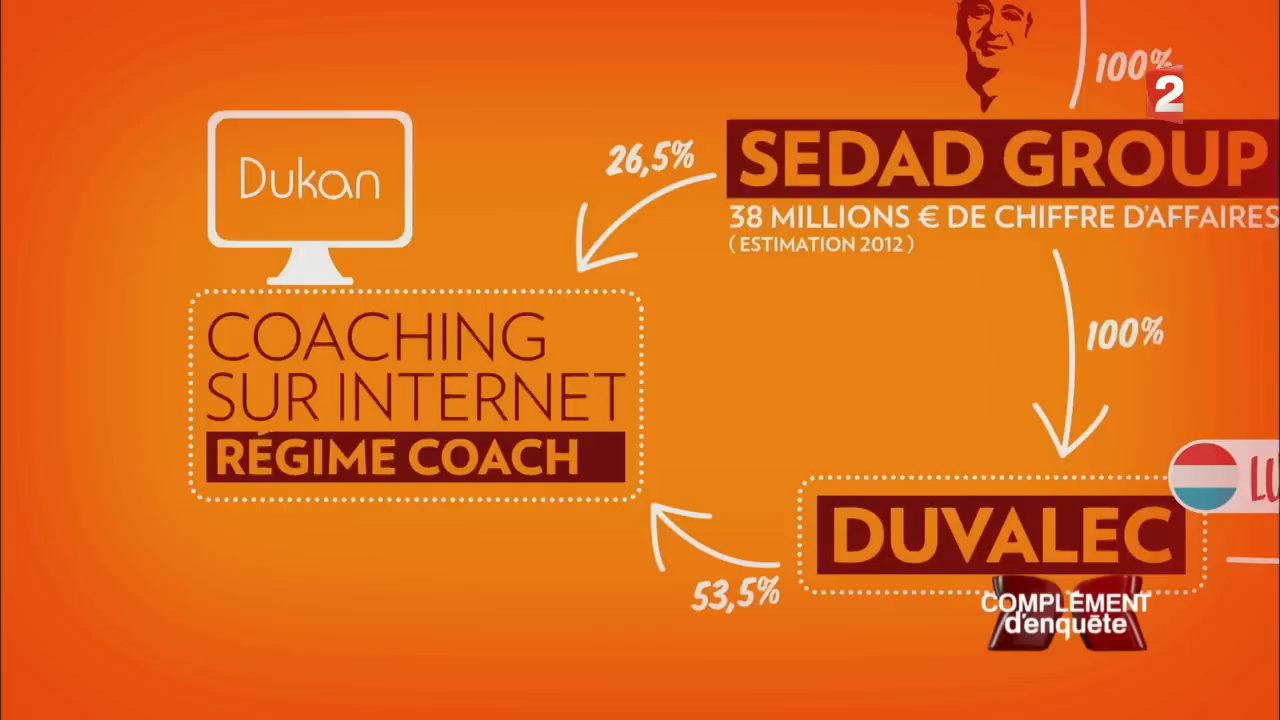 100%
2
Dukan
26,5%
SEDAD GROUP
38 MILLIONS € DE CHIFFRE D'AFFAIRES
( ESTIMATION 2012 )
100%
COACHING
SUR INTERNET
RÉGIME COACH
LU
DUVALEC
53,5%
COMPLÉMENT
d'enquête